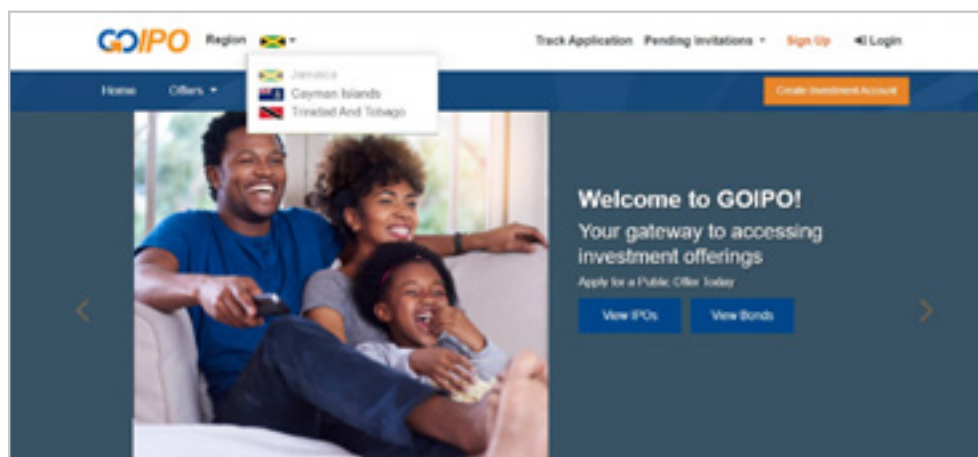 GOIPO Region Track Application Pending Invitations Sign Up Login
Jamaica
Cayman Islands
Trinidad And Tobago
Home Offers Create Investment Account
Welcome to GOIPO!
Your gateway to accessing
investment offerings
Apply for a Public Offer Today
View IPOs View Bonds